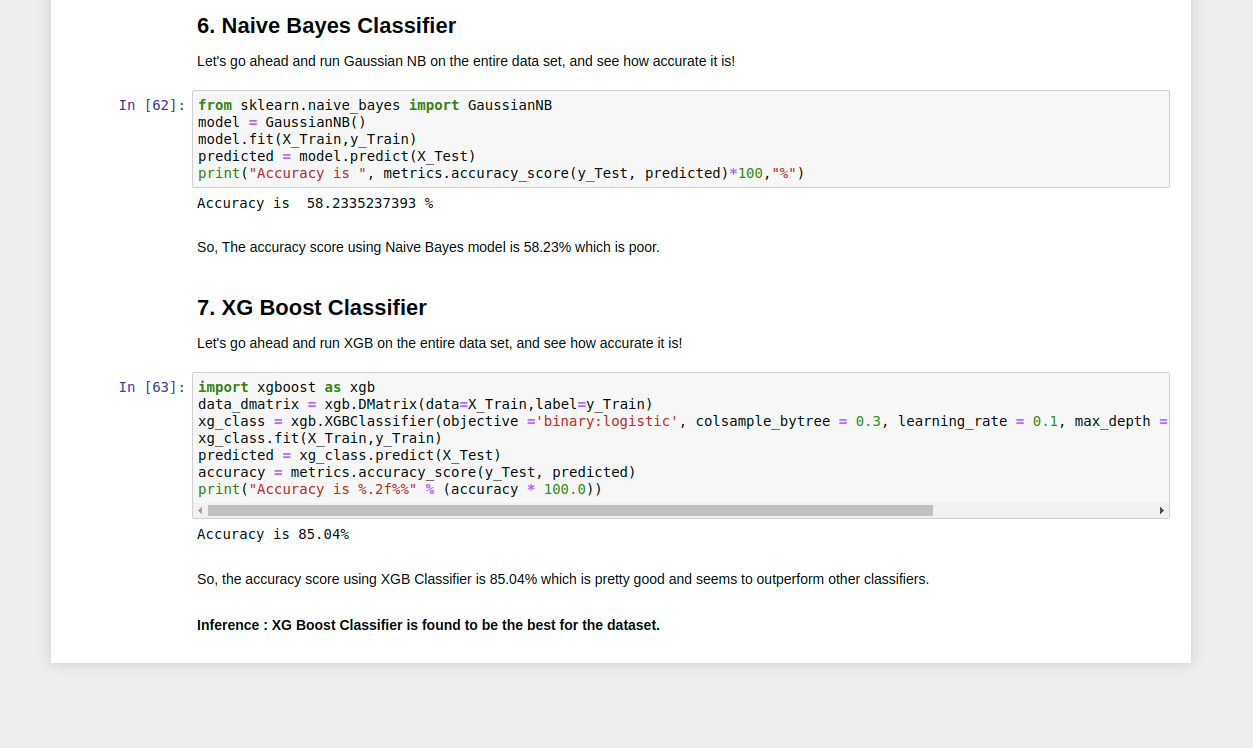 6. Naive Bayes Classifier
Let's go ahead and run Gaussian NB on the entire data set, and see how accurate it is!
In [62]:
from sklearn.naive_bayes import GaussianNB
model = GaussianNB()
model.fit(X_Train,y_Train)
predicted = model.predict(X_Test)
print("Accuracy is ", metrics.accuracy_score(y_Test, predicted)*100,"%")
Accuracy is  58.2335237393 %
So, The accuracy score using Naive Bayes model is 58.23% which is poor.
7. XG Boost Classifier
Let's go ahead and run XGB on the entire data set, and see how accurate it is!
In [63]:
import xgboost as xgb
data_dmatrix = xgb.DMatrix(data=X_Train,label=y_Train)
xg_class = xgb.XGBClassifier(objective ='binary:logistic', colsample_bytree = 0.3, learning_rate = 0.1, max_depth =
xg_class.fit(X_Train,y_Train)
predicted = xg_class.predict(X_Test)
accuracy = metrics.accuracy_score(y_Test, predicted)
print("Accuracy is %.2f%%" % (accuracy * 100.0))
Accuracy is 85.04%
So, the accuracy score using XGB Classifier is 85.04% which is pretty good and seems to outperform other classifiers.
Inference : XG Boost Classifier is found to be the best for the dataset.